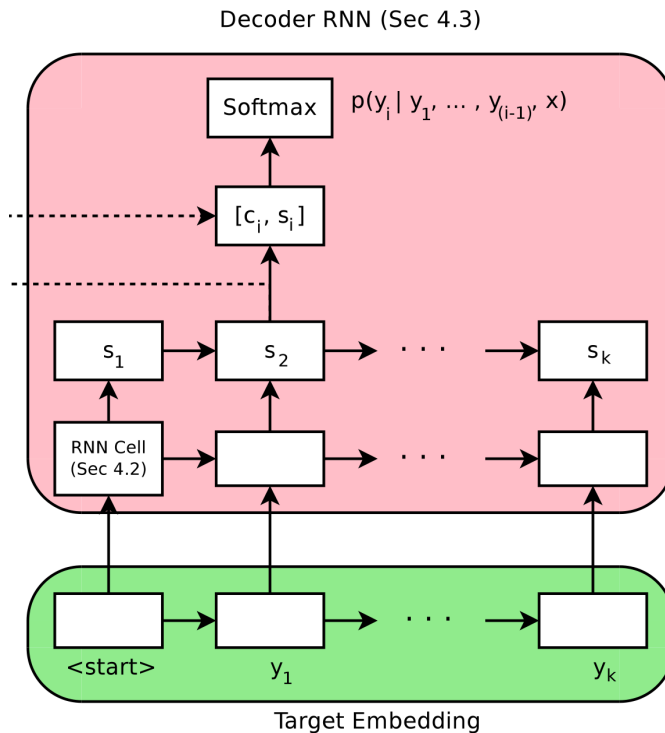 Decoder RNN (Sec 4.3)
Softmax
p(y_i | y_1, ... , y_(i-1), x)
[c_i, s_i]
s_1
s_2
. . .
s_k
RNN Cell
(Sec 4.2)
. . .
. . .
<start>
y_1
y_k
Target Embedding